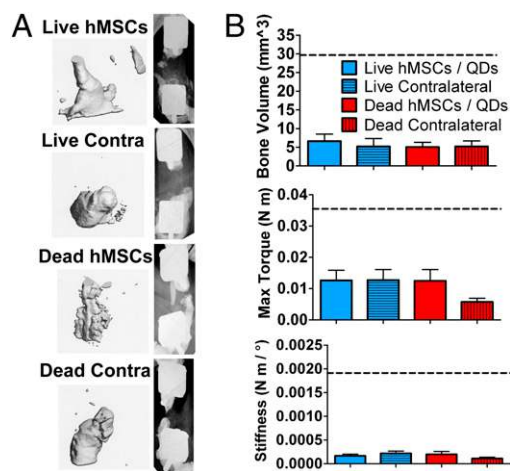 A
Live hMSCs
Live Contra
Dead hMSCs
Dead Contra
B
Bone Volume (mm^3)
35
30
25
20
15
10
5
0
Live hMSCs / QDs
Live Contralateral
Dead hMSCs / QDs
Dead Contralateral
Max Torque (N m)
0.04
0.03
0.02
0.01
0.00
Stiffness (N m / °)
0.0025
0.0020
0.0015
0.0010
0.0005
0.0000